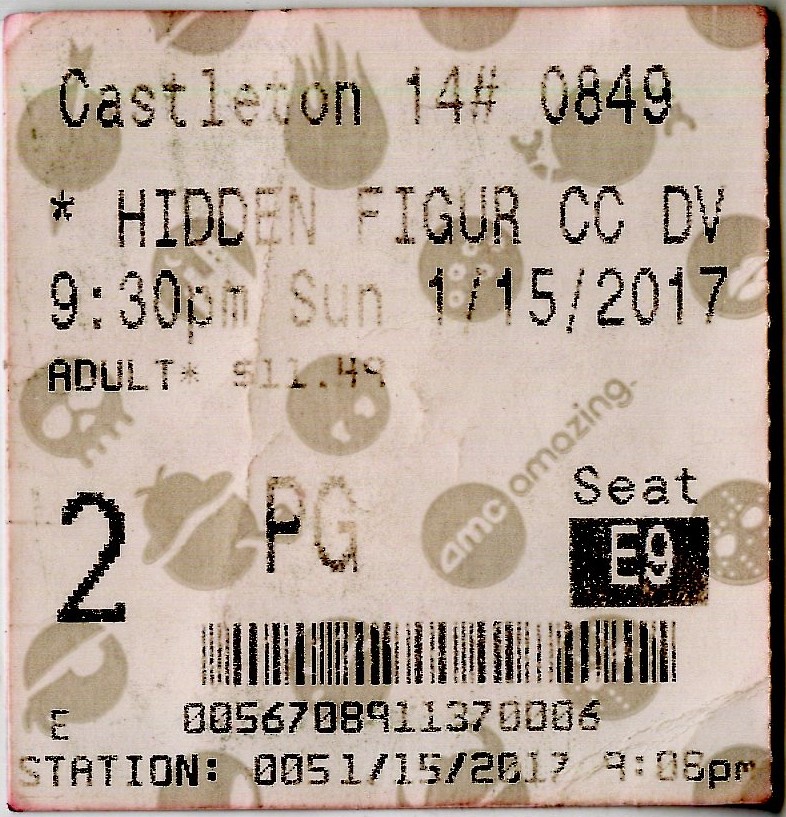 Castleton 14# 0849
* HIDDEN FIGUR CC DV
9:30pm Sun 1/15/2017
ADULT* $11.49
amc amazing
2 PG Seat
E9
E 0056708911370006
STATION: 0051/15/2017 9:06pm